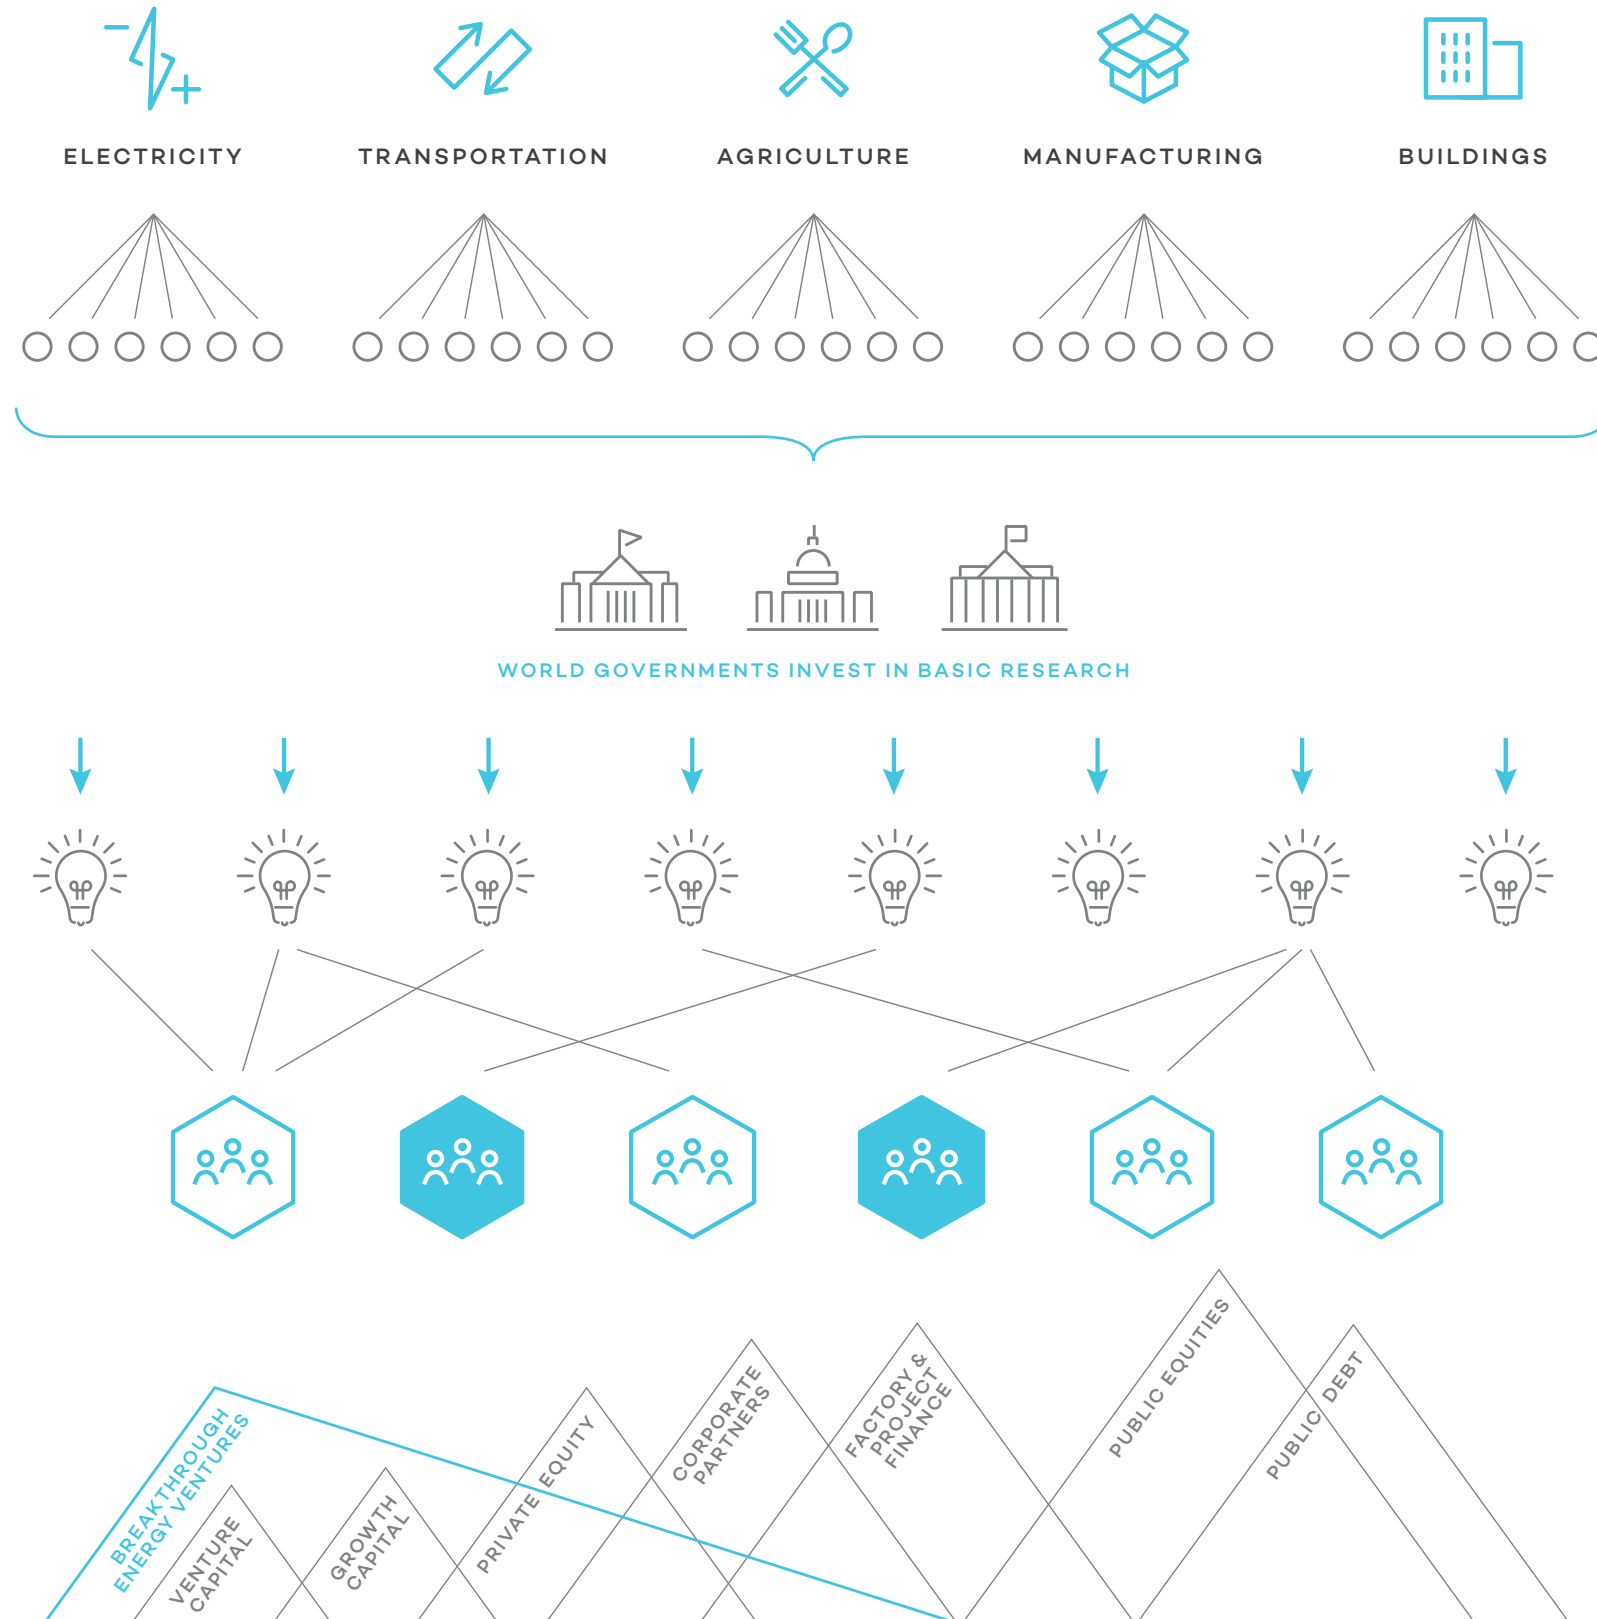 ELECTRICITY
TRANSPORTATION
AGRICULTURE
MANUFACTURING
BUILDINGS
WORLD GOVERNMENTS INVEST IN BASIC RESEARCH
BREAKTHROUGH
ENERGY VENTURES
VENTURE
CAPITAL
GROWTH
CAPITAL
PRIVATE EQUITY
CORPORATE
PARTNERS
FACTORY &
PROJECT
FINANCE
PUBLIC EQUITIES
PUBLIC DEBT